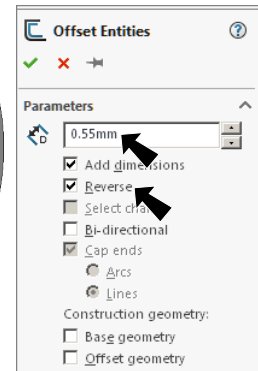 Offset Entities
Parameters
0.55mm
Add dimensions
Reverse
Select chain
Bi-directional
Cap ends
Arcs
Lines
Construction geometry:
Base geometry
Offset geometry